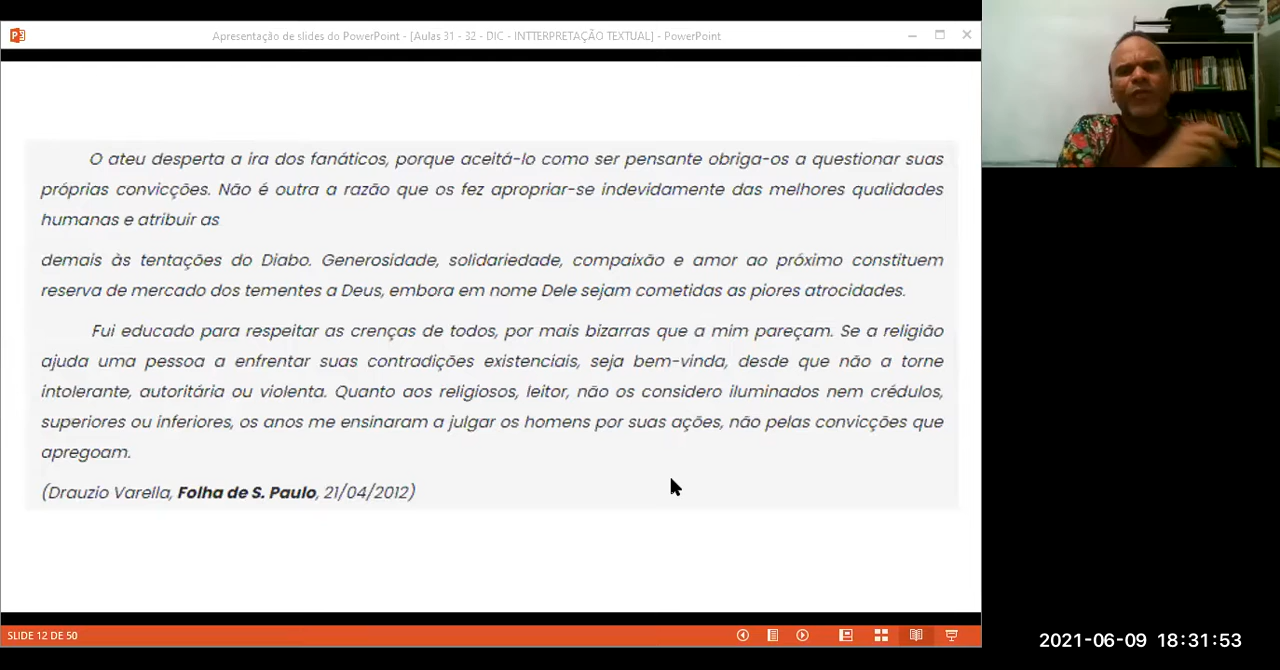 Apresentação de slides do PowerPoint - [Aulas 31 - 32 - DIC - INTTERPRETAÇÃO TEXTUAL] - PowerPoint
O ateu desperta a ira dos fanáticos, porque aceitá-lo como ser pensante obriga-os a questionar suas
próprias convicções. Não é outra a razão que os fez apropriar-se indevidamente das melhores qualidades
humanas e atribuir as
demais às tentações do Diabo. Generosidade, solidariedade, compaixão e amor ao próximo constituem
reserva de mercado dos tementes a Deus, embora em nome Dele sejam cometidas as piores atrocidades.
Fui educado para respeitar as crenças de todos, por mais bizarras que a mim pareçam. Se a religião
ajuda uma pessoa a enfrentar suas contradições existenciais, seja bem-vinda, desde que não a torne
intolerante, autoritária ou violenta. Quanto aos religiosos, leitor, não os considero iluminados nem crédulos,
superiores ou inferiores, os anos me ensinaram a julgar os homens por suas ações, não pelas convicções que
apregoam.
(Drauzio Varella, Folha de S. Paulo, 21/04/2012)
SLIDE 12 DE 50
2021-06-09 18:31:53